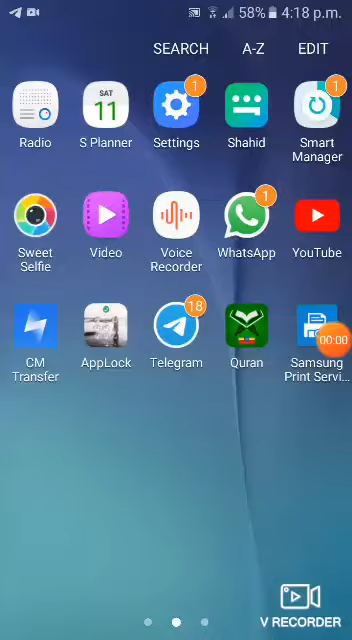 58% 4:18 p.m.
SEARCH A-Z EDIT
SAT
11
1
1
Radio
S Planner
Settings
Shahid
Smart
Manager
1
Sweet
Selfie
Video
Voice
Recorder
WhatsApp
YouTube
18
00:00
CM
Transfer
AppLock
Telegram
Quran
Samsung
Print Servi...
V RECORDER